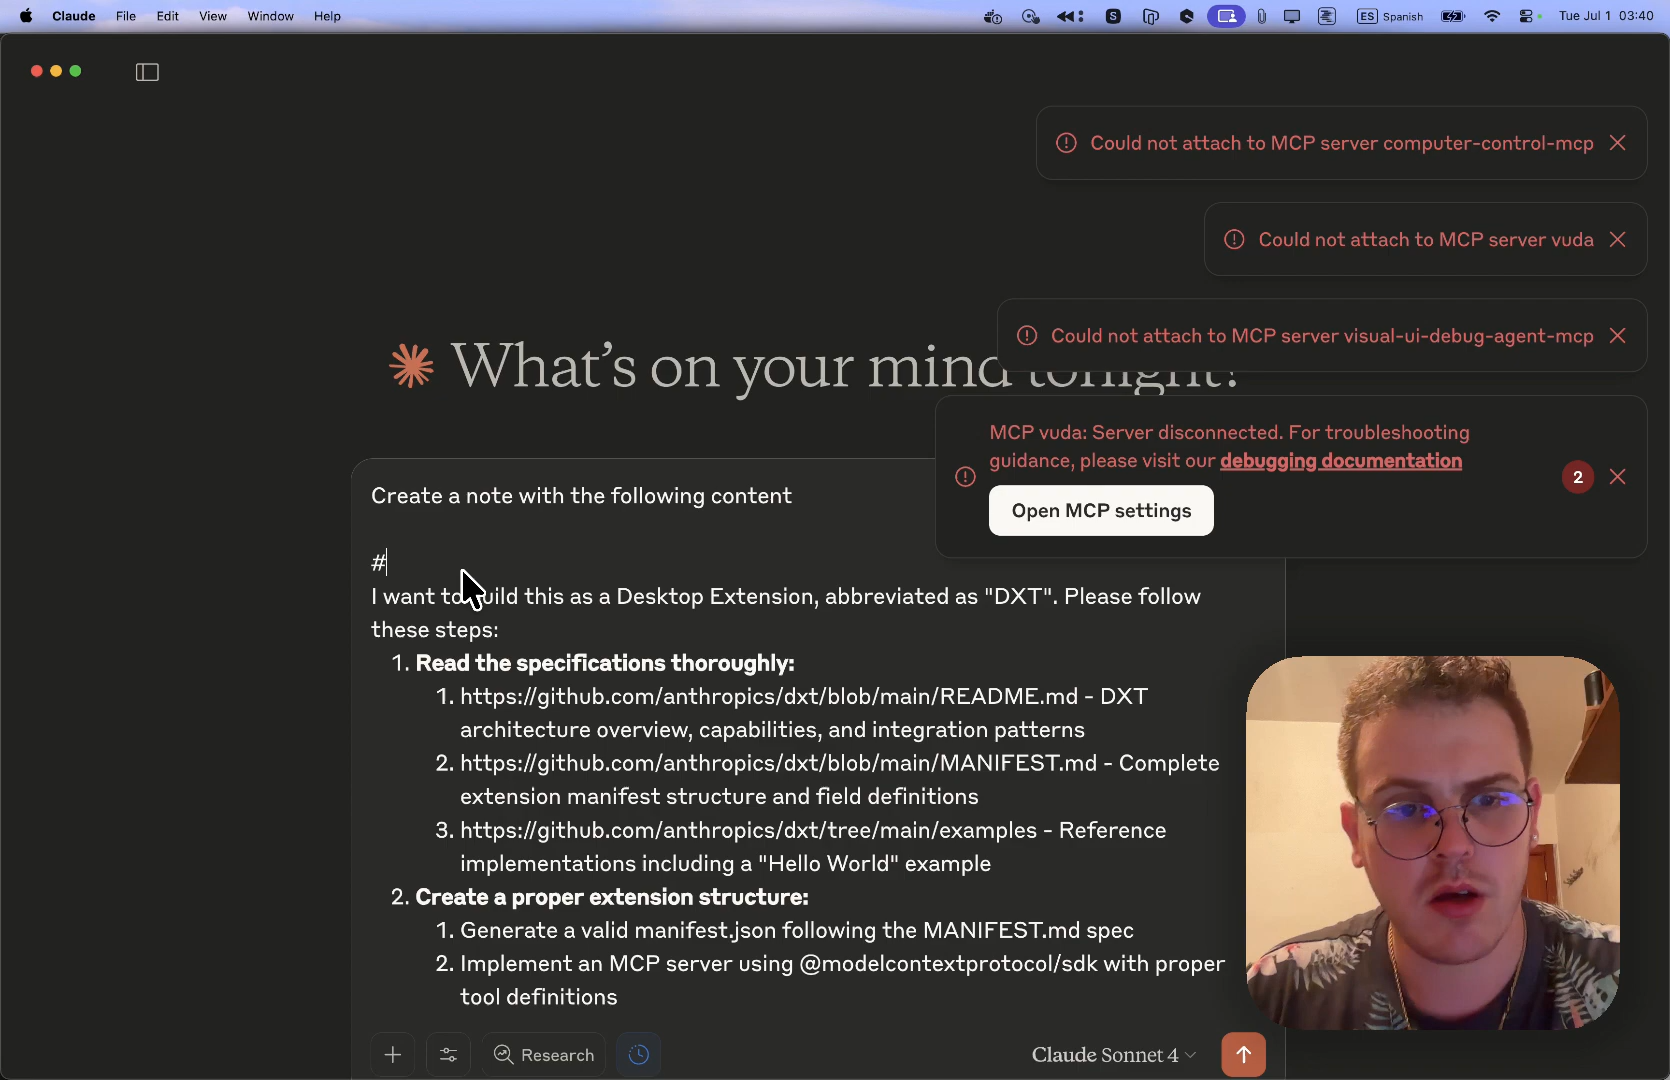 Claude File Edit View Window Help
S ES Spanish Tue Jul 1 03:40
Could not attach to MCP server computer-control-mcp
Could not attach to MCP server vuda
Could not attach to MCP server visual-ui-debug-agent-mcp
What's on your mind tonight?
MCP vuda: Server disconnected. For troubleshooting
guidance, please visit our debugging documentation
2
Open MCP settings
Create a note with the following content
#
I want to build this as a Desktop Extension, abbreviated as "DXT". Please follow
these steps:
1. Read the specifications thoroughly:
1. https://github.com/anthropics/dxt/blob/main/README.md - DXT
architecture overview, capabilities, and integration patterns
2. https://github.com/anthropics/dxt/blob/main/MANIFEST.md - Complete
extension manifest structure and field definitions
3. https://github.com/anthropics/dxt/tree/main/examples - Reference
implementations including a "Hello World" example
2. Create a proper extension structure:
1. Generate a valid manifest.json following the MANIFEST.md spec
2. Implement an MCP server using @modelcontextprotocol/sdk with proper
tool definitions
Research
Claude Sonnet 4